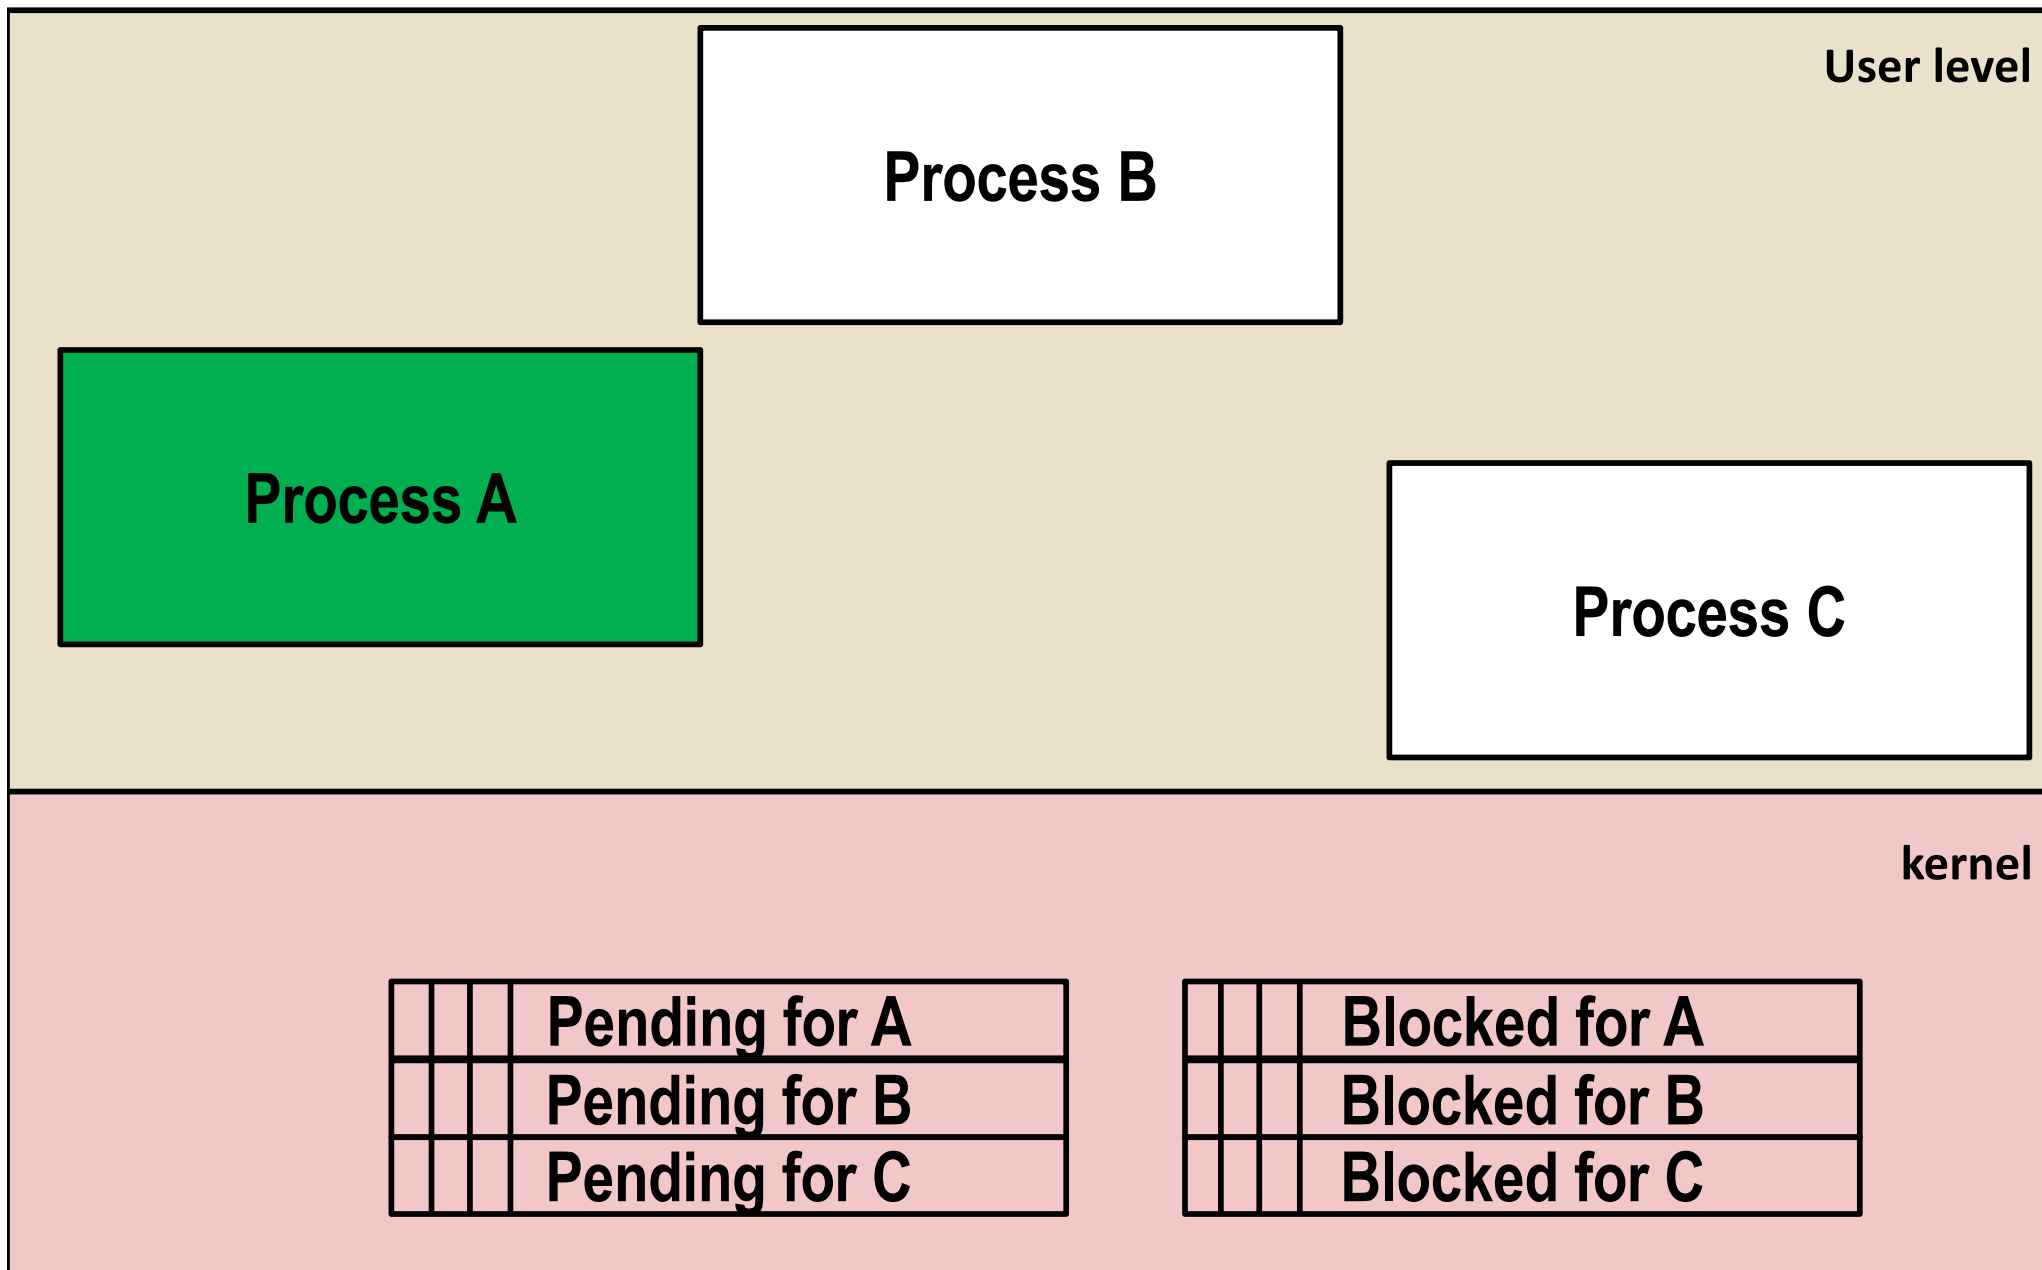 User level
Process B
Process A
Process C
kernel
Pending for A
Blocked for A
Pending for B
Blocked for B
Pending for C
Blocked for C